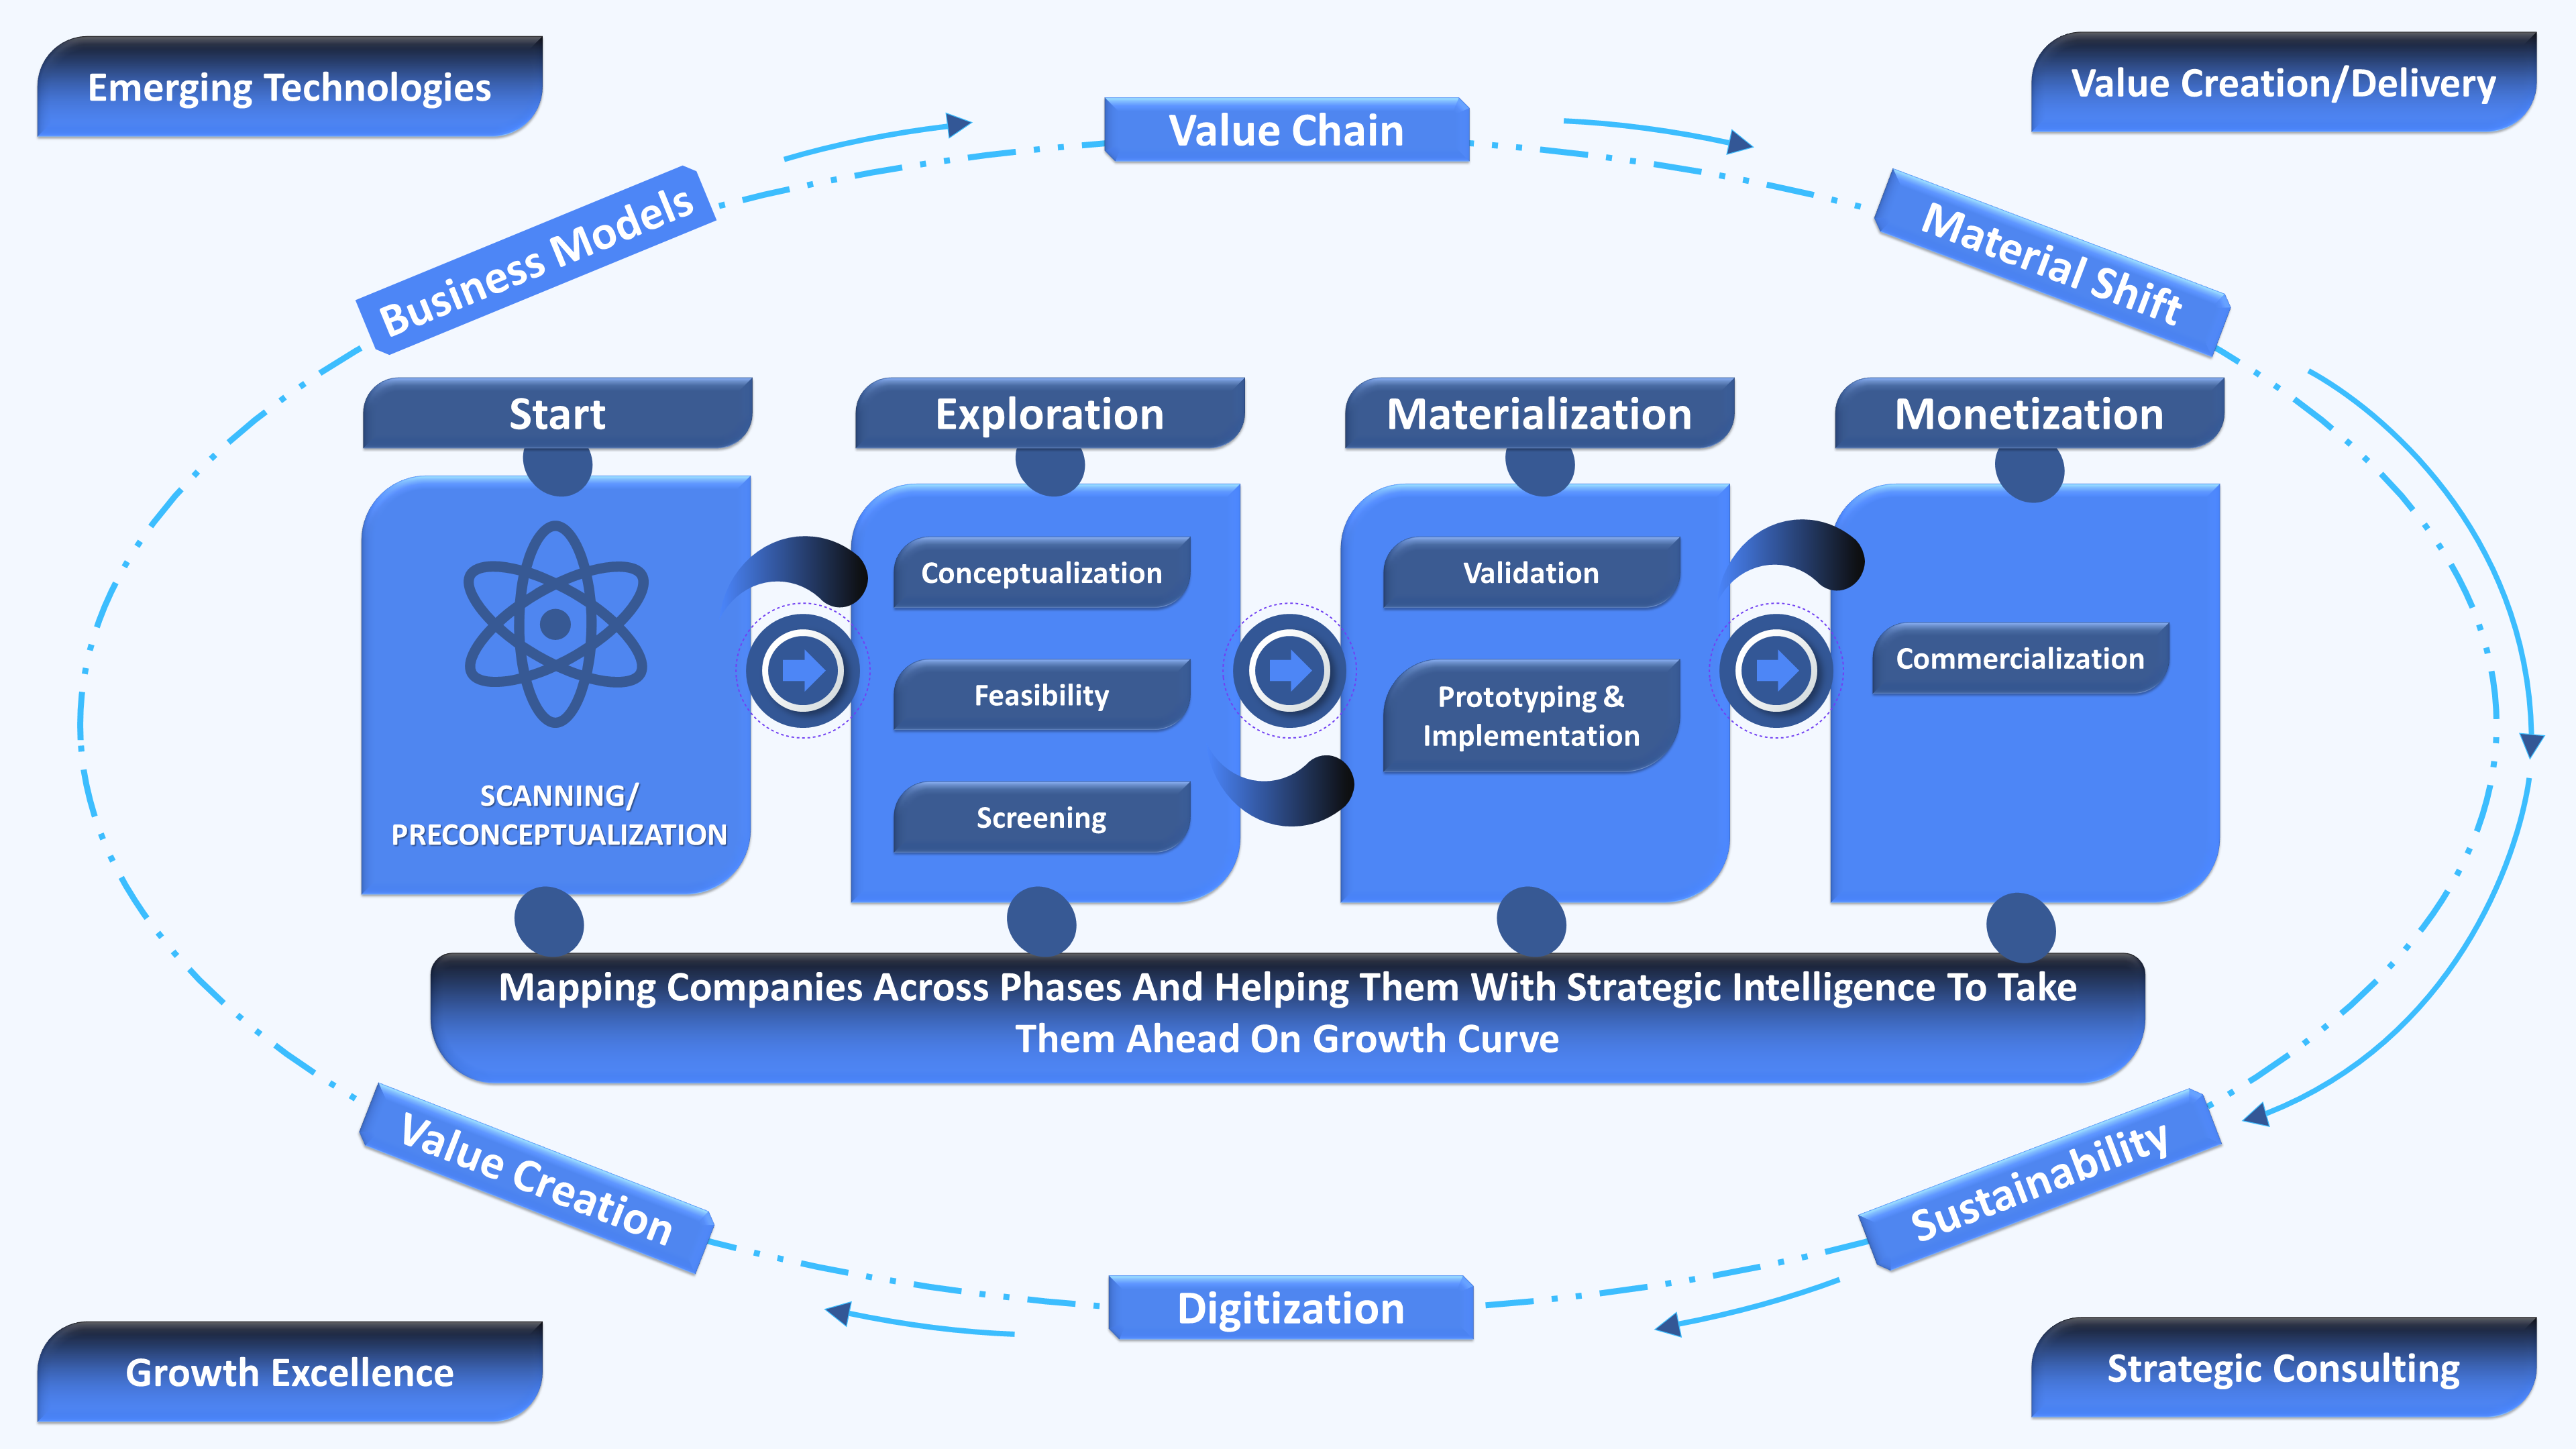 Emerging Technologies
Value Creation/Delivery
Value Chain
Business Models
Material Shift
Start
Exploration
Materialization
Monetization
SCANNING/
PRECONCEPTUALIZATION
Conceptualization
Feasibility
Screening
Validation
Prototyping &
Implementation
Commercialization
Mapping Companies Across Phases And Helping Them With Strategic Intelligence To Take
Them Ahead On Growth Curve
Value Creation
Sustainability
Digitization
Growth Excellence
Strategic Consulting